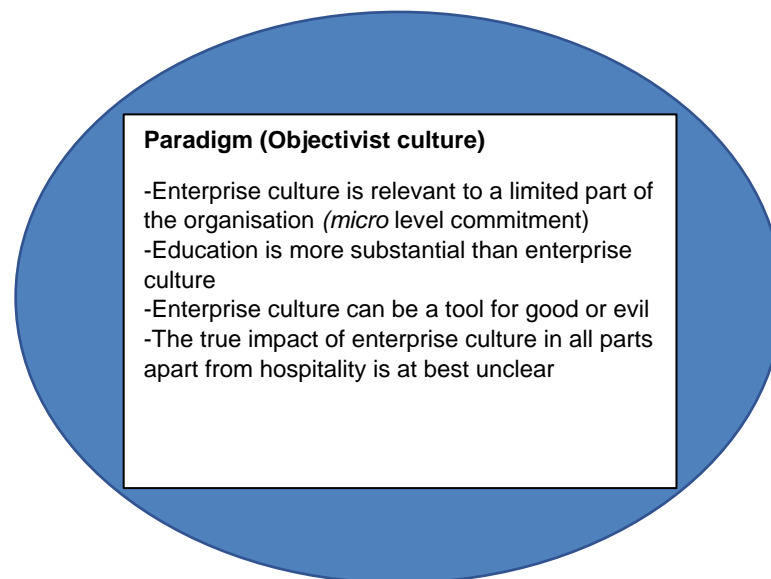 Paradigm (Objectivist culture)
-Enterprise culture is relevant to a limited part of
the organisation (micro level commitment)
-Education is more substantial than enterprise
culture
-Enterprise culture can be a tool for good or evil
-The true impact of enterprise culture in all parts
apart from hospitality is at best unclear